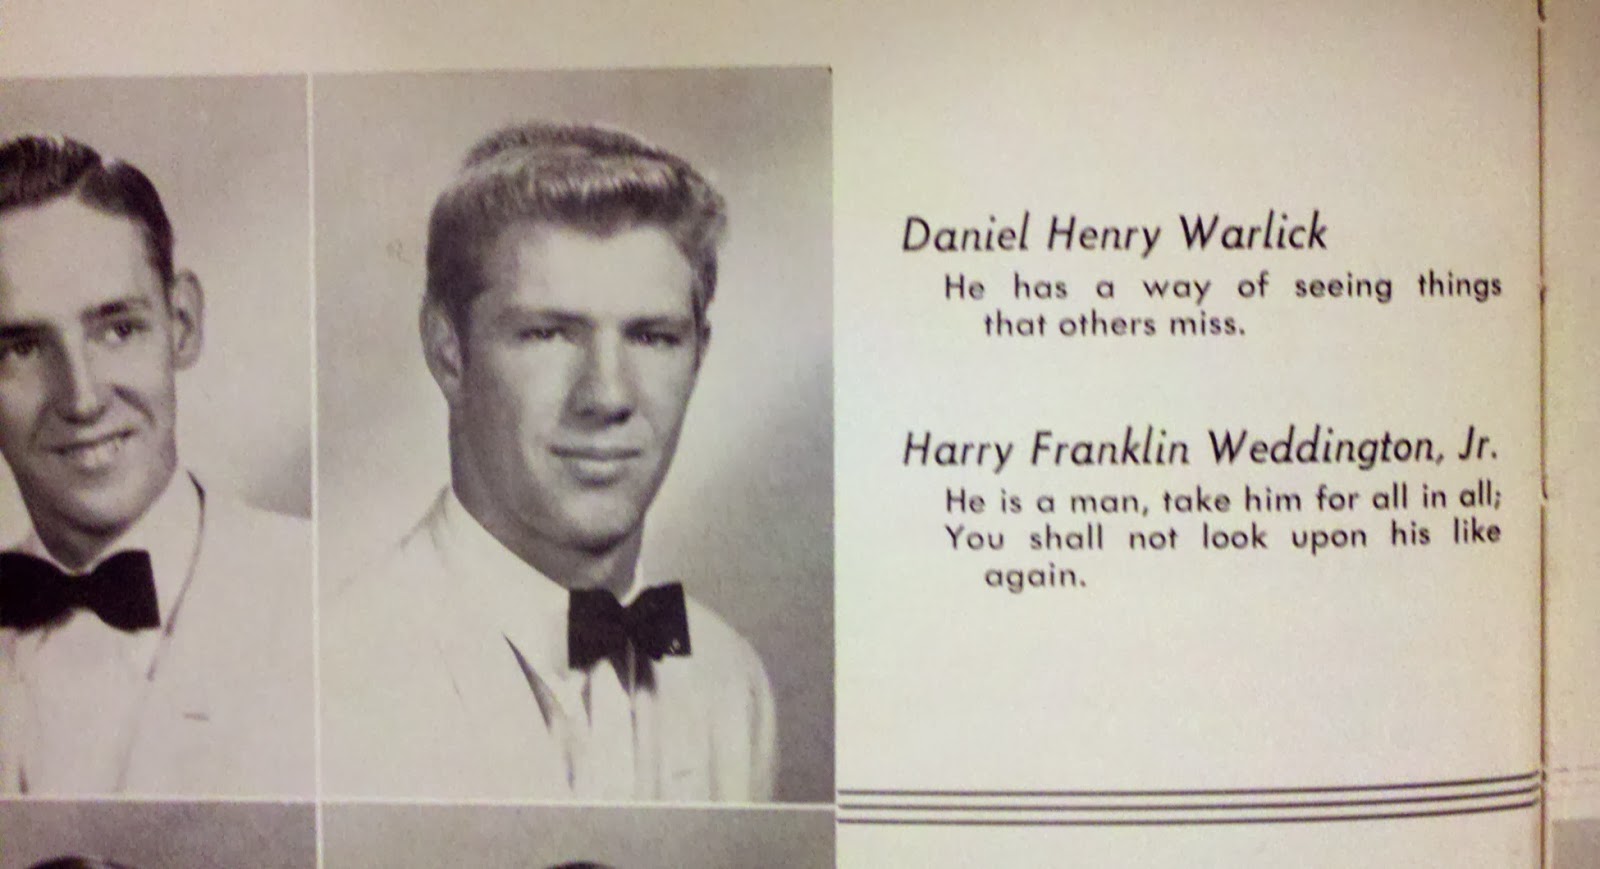 Daniel Henry Warlick
He has a way of seeing things
that others miss.
Harry Franklin Weddington, Jr.
He is a man, take him for all in all;
You shall not look upon his like
again.